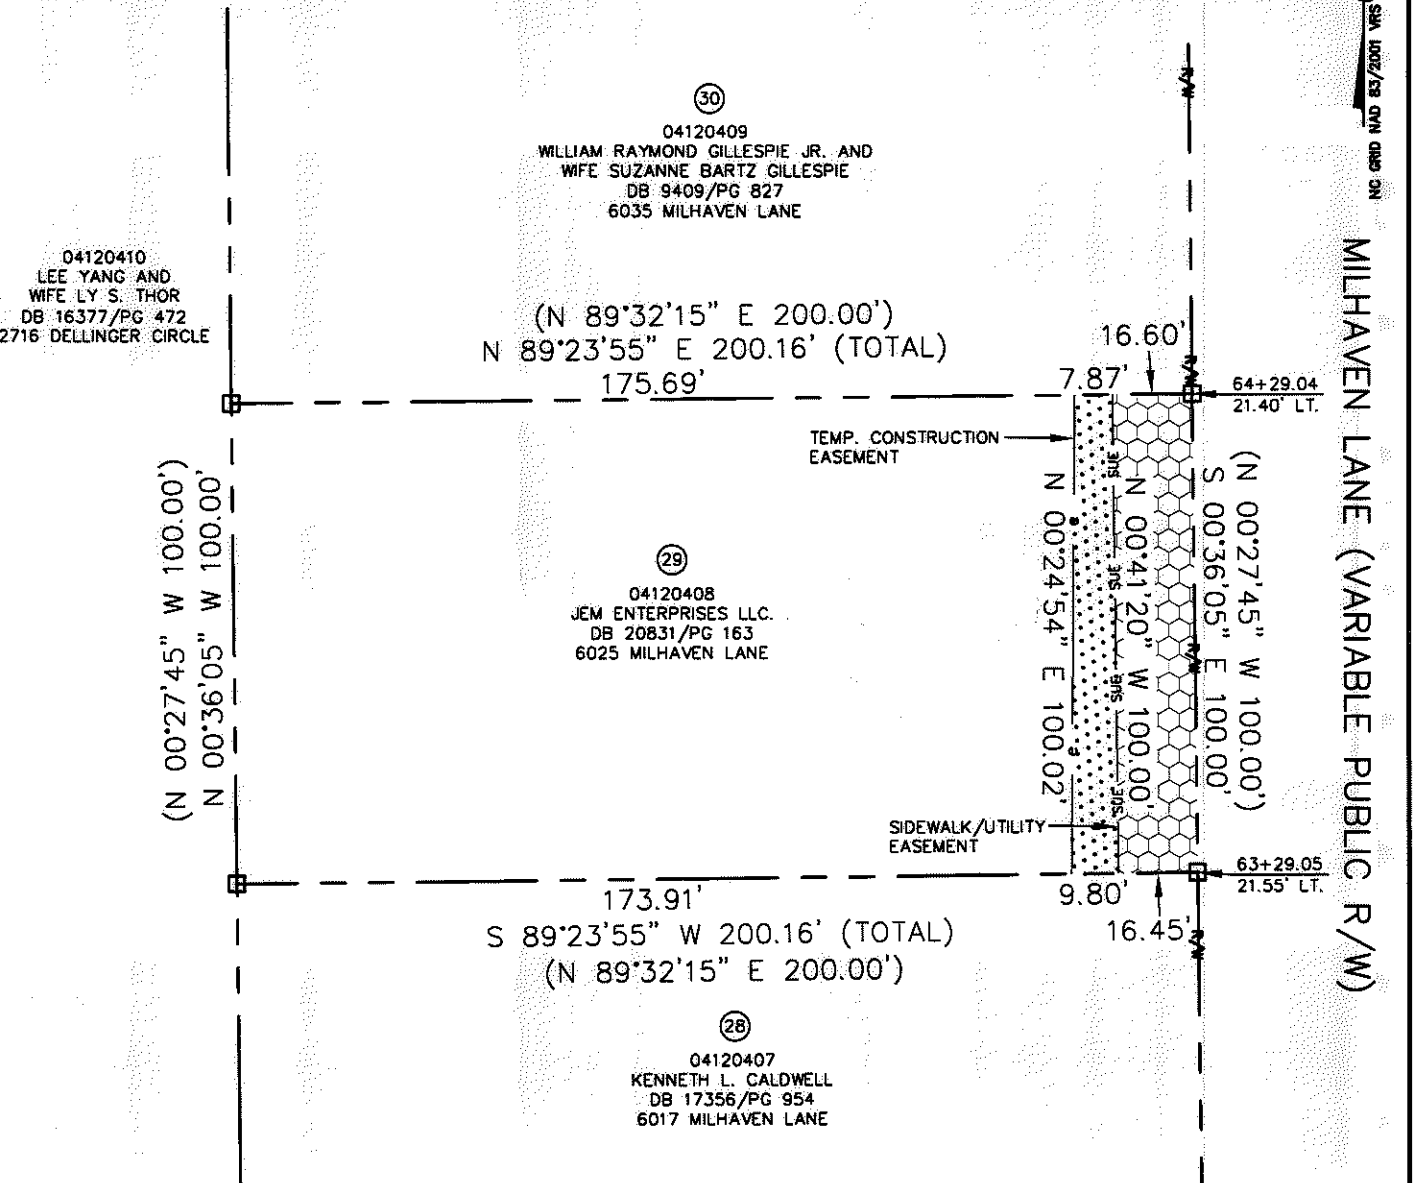 NC GRID NAD 83/2001 VRS
R/W
30
04120409
WILLIAM RAYMOND GILLESPIE JR. AND
WIFE SUZANNE BARTZ GILLESPIE
DB 9409/PG 827
6035 MILHAVEN LANE
04120410
LEE YANG AND
WIFE LY S. THOR
DB 16377/PG 472
2716 DELLINGER CIRCLE
(N 89°32'15" E 200.00')
N 89°23'55" E 200.16' (TOTAL)
175.69'
7.87'
16.60'
R/W
64+29.04
21.40' LT.
TEMP. CONSTRUCTION
EASEMENT
(N 00°27'45" W 100.00')
N 00°36'05" W 100.00'
29
04120408
JEM ENTERPRISES LLC.
DB 20831/PG 163
6025 MILHAVEN LANE
N 00°24'54" E 100.02'
E
E
SUE
SUE
SUE
SUE
N 00°41'20" W 100.00'
R/W
S 00°36'05" E 100.00'
(N 00°27'45" W 100.00')
MILHAVEN LANE (VARIABLE PUBLIC R/W)
SIDEWALK/UTILITY
EASEMENT
63+29.05
21.55' LT.
173.91'
9.80'
16.45'
R/W
S 89°23'55" W 200.16' (TOTAL)
(N 89°32'15" E 200.00')
28
04120407
KENNETH L. CALDWELL
DB 17356/PG 954
6017 MILHAVEN LANE